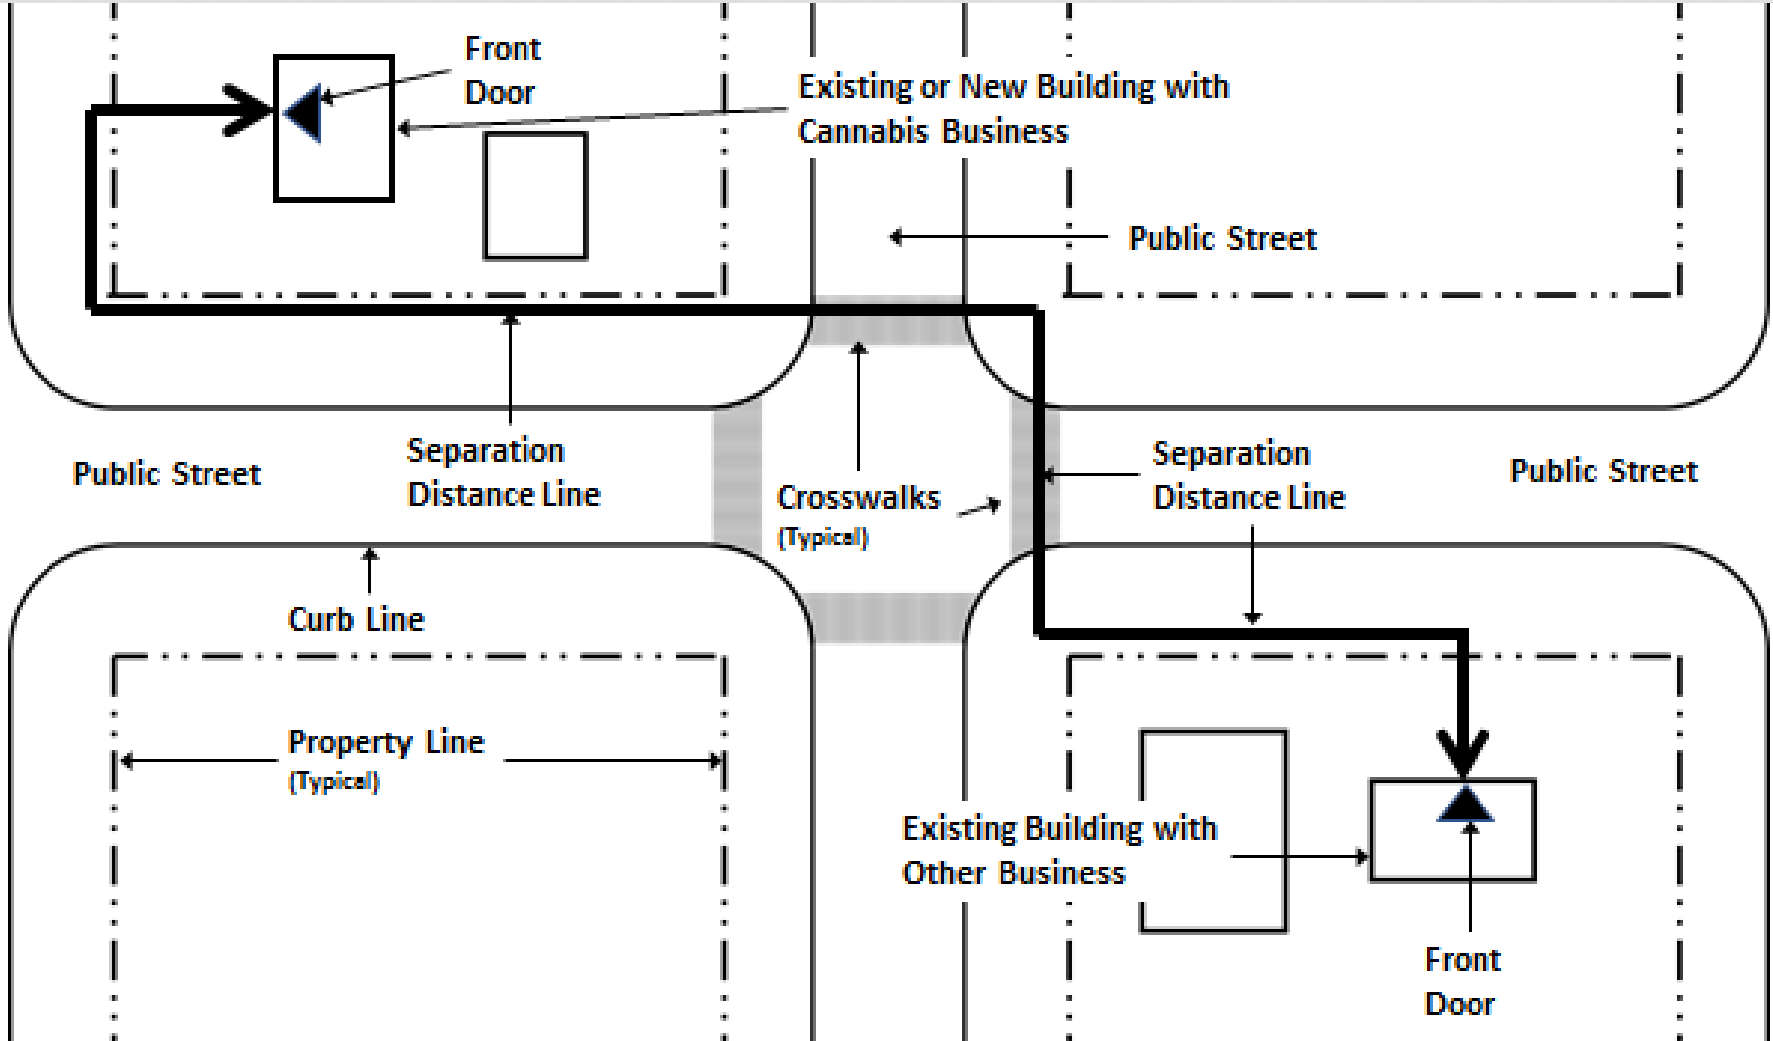 Front
Door
Existing or New Building with
Cannabis Business
Public Street
Separation
Distance Line
Public Street
Crosswalks
(Typical)
Separation
Distance Line
Public Street
Curb Line
Property Line
(Typical)
Existing Building with
Other Business
Front
Door